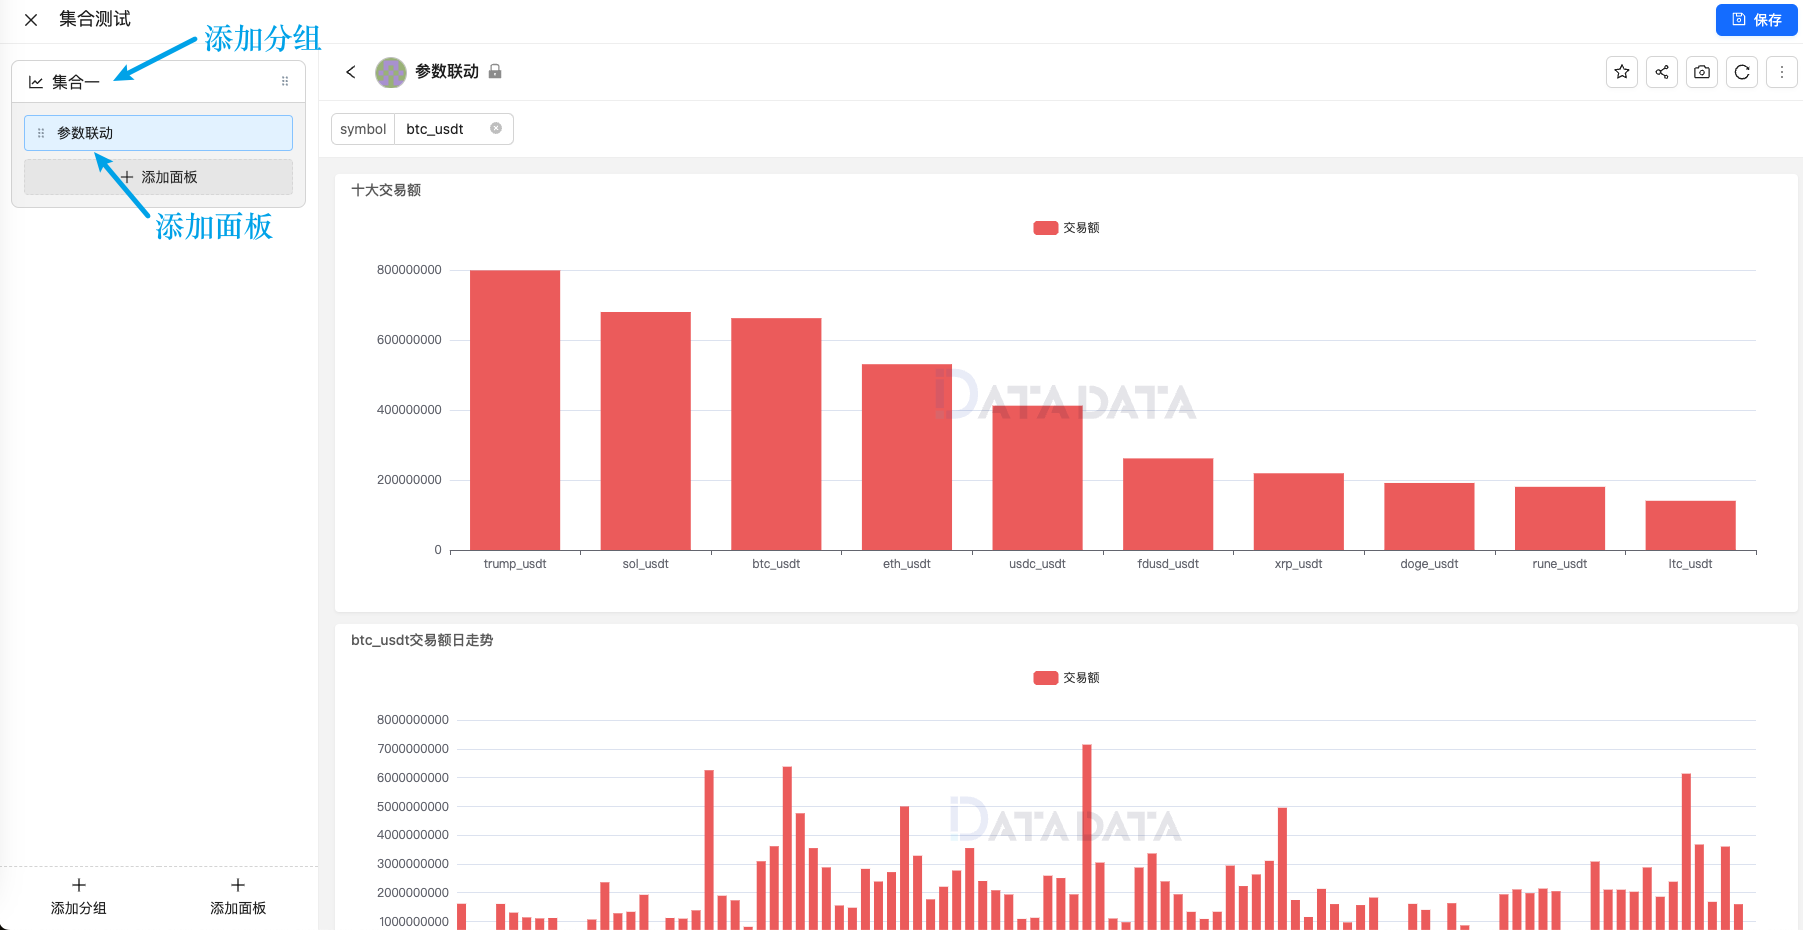 集合测试
保存
添加分组
集合一
参数联动
添加面板
添加面板
添加分组
添加面板
参数联动
symbol
btc_usdt
十大交易额
交易额
800000000
600000000
400000000
200000000
0
trump_usdt
sol_usdt
btc_usdt
eth_usdt
usdc_usdt
fdusd_usdt
xrp_usdt
doge_usdt
rune_usdt
ltc_usdt
DATA DATA
btc_usdt交易额日走势
交易额
8000000000
7000000000
6000000000
5000000000
4000000000
3000000000
2000000000
1000000000
DATA DATA